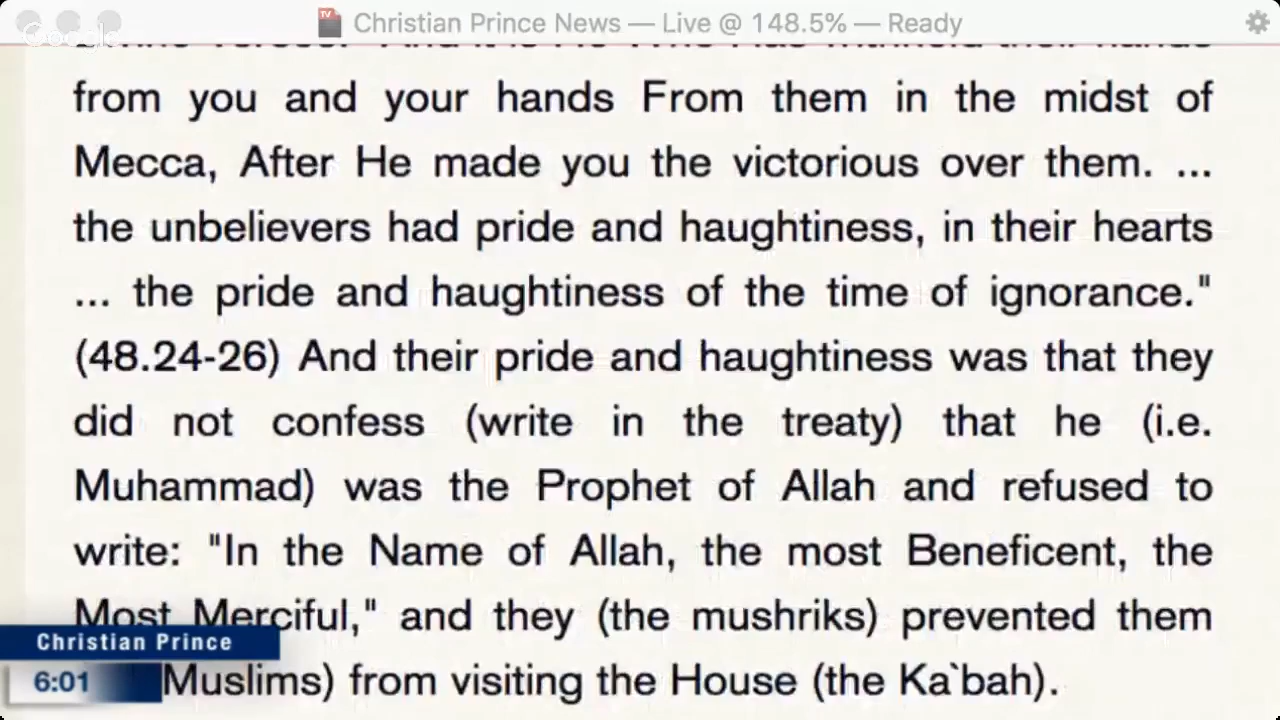 Christian Prince News — Live @ 148.5% — Ready
Google
from you and your hands From them in the midst of
Mecca, After He made you the victorious over them. ...
the unbelievers had pride and haughtiness, in their hearts
... the pride and haughtiness of the time of ignorance."
(48.24-26) And their pride and haughtiness was that they
did not confess (write in the treaty) that he (i.e.
Muhammad) was the Prophet of Allah and refused to
write: "In the Name of Allah, the most Beneficent, the
Most Merciful," and they (the mushriks) prevented them
Muslims) from visiting the House (the Ka`bah).
Christian Prince
6:01